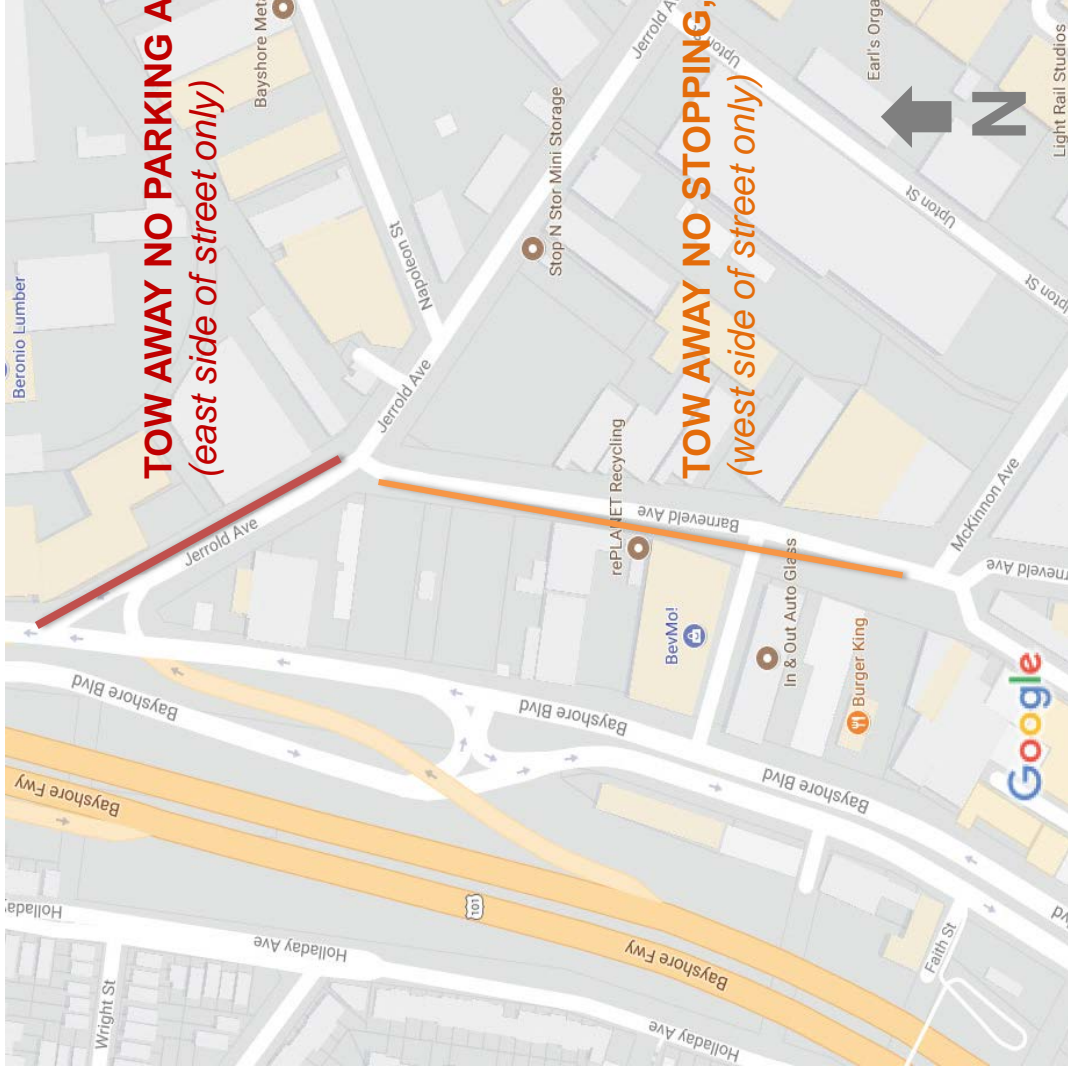 TOW AWAY NO PARKING A
(east side of street only)
TOW AWAY NO STOPPING,
(west side of street only)
N
Beronio Lumber
Bayshore Met
Napoleon St
Jerrold Ave
Jerrold Ave
Jerrold A
Stop N Stor Mini Storage
Upton St
Upton St
Upton St
Earl's Orga
Light Rail Studios
rePLANET Recycling
Barneveld Ave
rneveld Ave
McKinnon Ave
BevMo!
In & Out Auto Glass
Burger King
Bayshore Blvd
Bayshore Blvd
Bayshore Blvd
lvd
Bayshore Fwy
Bayshore Fwy
101
Holladay
Holladay Ave
Holladay Ave
Wright St
Faith St
Google